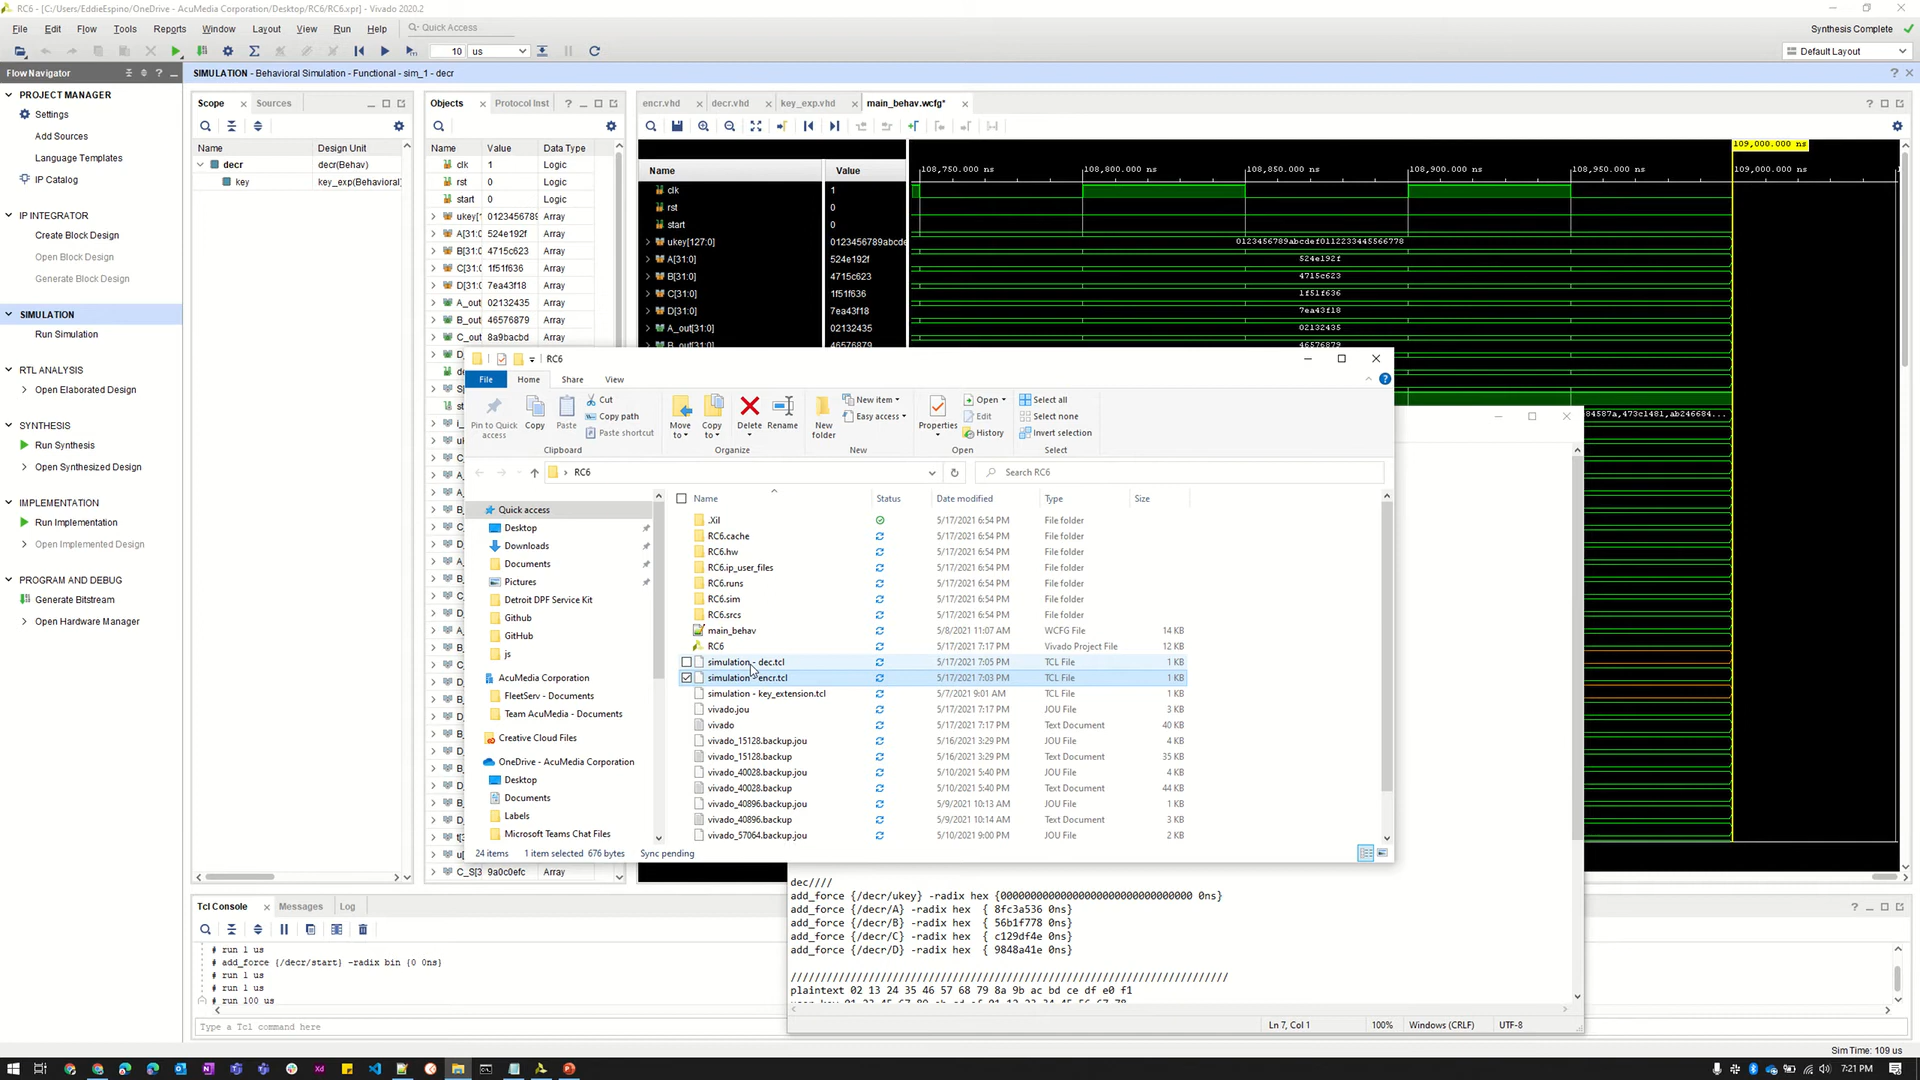 RC6 - [C:/Users/EddieEspino/OneDrive - AcuMedia Corporation/Desktop/RC6/RC6.xpr] - Vivado 2020.2
File Edit Flow Tools Reports Window Layout View Run Help Quick Access
Synthesis Complete
10 us
Default Layout
Flow Navigator
SIMULATION - Behavioral Simulation - Functional - sim_1 - decr
PROJECT MANAGER
Settings
Add Sources
Language Templates
IP Catalog
IP INTEGRATOR
Create Block Design
Open Block Design
Generate Block Design
SIMULATION
Run Simulation
RTL ANALYSIS
Open Elaborated Design
SYNTHESIS
Run Synthesis
Open Synthesized Design
IMPLEMENTATION
Run Implementation
Open Implemented Design
PROGRAM AND DEBUG
Generate Bitstream
Open Hardware Manager
Scope Sources
Name Design Unit
decr decr(Behav)
key key_exp(Behavioral)
Objects Protocol Inst
Name Value Data Type
clk 1 Logic
rst 0 Logic
start 0 Logic
ukey[1 0123456789 Array
A[31:0 524e192f Array
B[31:0 4715c623 Array
C[31:0 1f51f636 Array
D[31:0 7ea43f18 Array
A_out 02132435 Array
B_out 46576879 Array
C_out 8a9bacbd Array
C_S[3 9a0c0efc Array
encr.vhd decr.vhd key_exp.vhd main_behav.wcfg*
Name Value
clk 1
rst 0
start 0
ukey[127:0] 0123456789abcde
A[31:0] 524e192f
B[31:0] 4715c623
C[31:0] 1f51f636
D[31:0] 7ea43f18
A_out[31:0] 02132435
B_out[31:0] 46576879
109,000.000 ns
108,750.000 ns 108,800.000 ns 108,850.000 ns 108,900.000 ns 108,950.000 ns 109,000.000 ns
0123456789abcdef0112233445566778
524e192f
4715c623
1f51f636
7ea43f18
02132435
46576879
84587a,473c1481,ab246684...
RC6
File Home Share View
Pin to Quick access
Copy
Paste
Cut
Copy path
Paste shortcut
Clipboard
Move to
Copy to
Delete
Rename
Organize
New folder
New item
Easy access
New
Properties
Open
Edit
History
Open
Select all
Select none
Invert selection
Select
RC6
Search RC6
Quick access
Desktop
Downloads
Documents
Pictures
Detroit DPF Service Kit
Github
GitHub
js
AcuMedia Corporation
FleetServ - Documents
Team AcuMedia - Documents
Creative Cloud Files
OneDrive - AcuMedia Corporation
Desktop
Documents
Labels
Microsoft Teams Chat Files
Name Status Date modified Type Size
.Xil 5/17/2021 6:54 PM File folder
RC6.cache 5/17/2021 6:54 PM File folder
RC6.hw 5/17/2021 6:54 PM File folder
RC6.ip_user_files 5/17/2021 6:54 PM File folder
RC6.runs 5/17/2021 6:54 PM File folder
RC6.sim 5/17/2021 6:54 PM File folder
RC6.srcs 5/17/2021 6:54 PM File folder
main_behav 5/8/2021 11:07 AM WCFG File 14 KB
RC6 5/17/2021 7:17 PM Vivado Project File 12 KB
simulation - dec.tcl 5/17/2021 7:05 PM TCL File 1 KB
simulation - encr.tcl 5/17/2021 7:03 PM TCL File 1 KB
simulation - key_extension.tcl 5/7/2021 9:01 AM TCL File 1 KB
vivado.jou 5/17/2021 7:17 PM JOU File 3 KB
vivado 5/17/2021 7:17 PM Text Document 40 KB
vivado_15128.backup.jou 5/16/2021 3:29 PM JOU File 4 KB
vivado_15128.backup 5/16/2021 3:29 PM Text Document 35 KB
vivado_40028.backup.jou 5/10/2021 5:40 PM JOU File 4 KB
vivado_40028.backup 5/10/2021 5:40 PM Text Document 44 KB
vivado_40896.backup.jou 5/9/2021 10:13 AM JOU File 1 KB
vivado_40896.backup 5/9/2021 10:14 AM Text Document 3 KB
vivado_57064.backup.jou 5/10/2021 9:00 PM JOU File 2 KB
24 items 1 item selected 676 bytes Sync pending
dec////
add_force {/decr/ukey} -radix hex {00000000000000000000000000000000 0ns}
add_force {/decr/A} -radix hex { 8fc3a536 0ns}
add_force {/decr/B} -radix hex { 56b1f778 0ns}
add_force {/decr/C} -radix hex { c129df4e 0ns}
add_force {/decr/D} -radix hex { 9848a41e 0ns}
/////////////////////////////////////////////////////////////////////////
plaintext 02 13 24 35 46 57 68 79 8a 9b ac bd ce df e0 f1
Ln 7, Col 1 100% Windows (CRLF) UTF-8
Tcl Console Messages Log
# run 1 us
# add_force {/decr/start} -radix bin {0 0ns}
# run 1 us
# run 1 us
# run 100 us
Type a Tcl command here
Sim Time: 109 us
7:21 PM